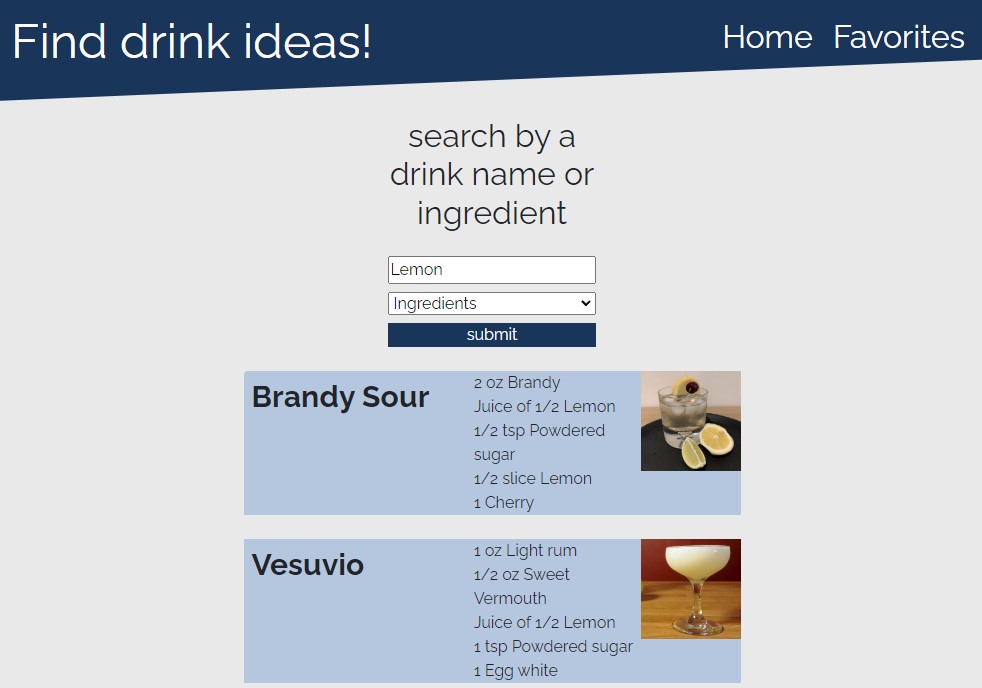 Find drink ideas!
Home Favorites
search by a
drink name or
ingredient
Lemon
Ingredients
submit
Brandy Sour
2 oz Brandy
Juice of 1/2 Lemon
1/2 tsp Powdered
sugar
1/2 slice Lemon
1 Cherry
Vesuvio
1 oz Light rum
1/2 oz Sweet
Vermouth
Juice of 1/2 Lemon
1 tsp Powdered sugar
1 Egg white